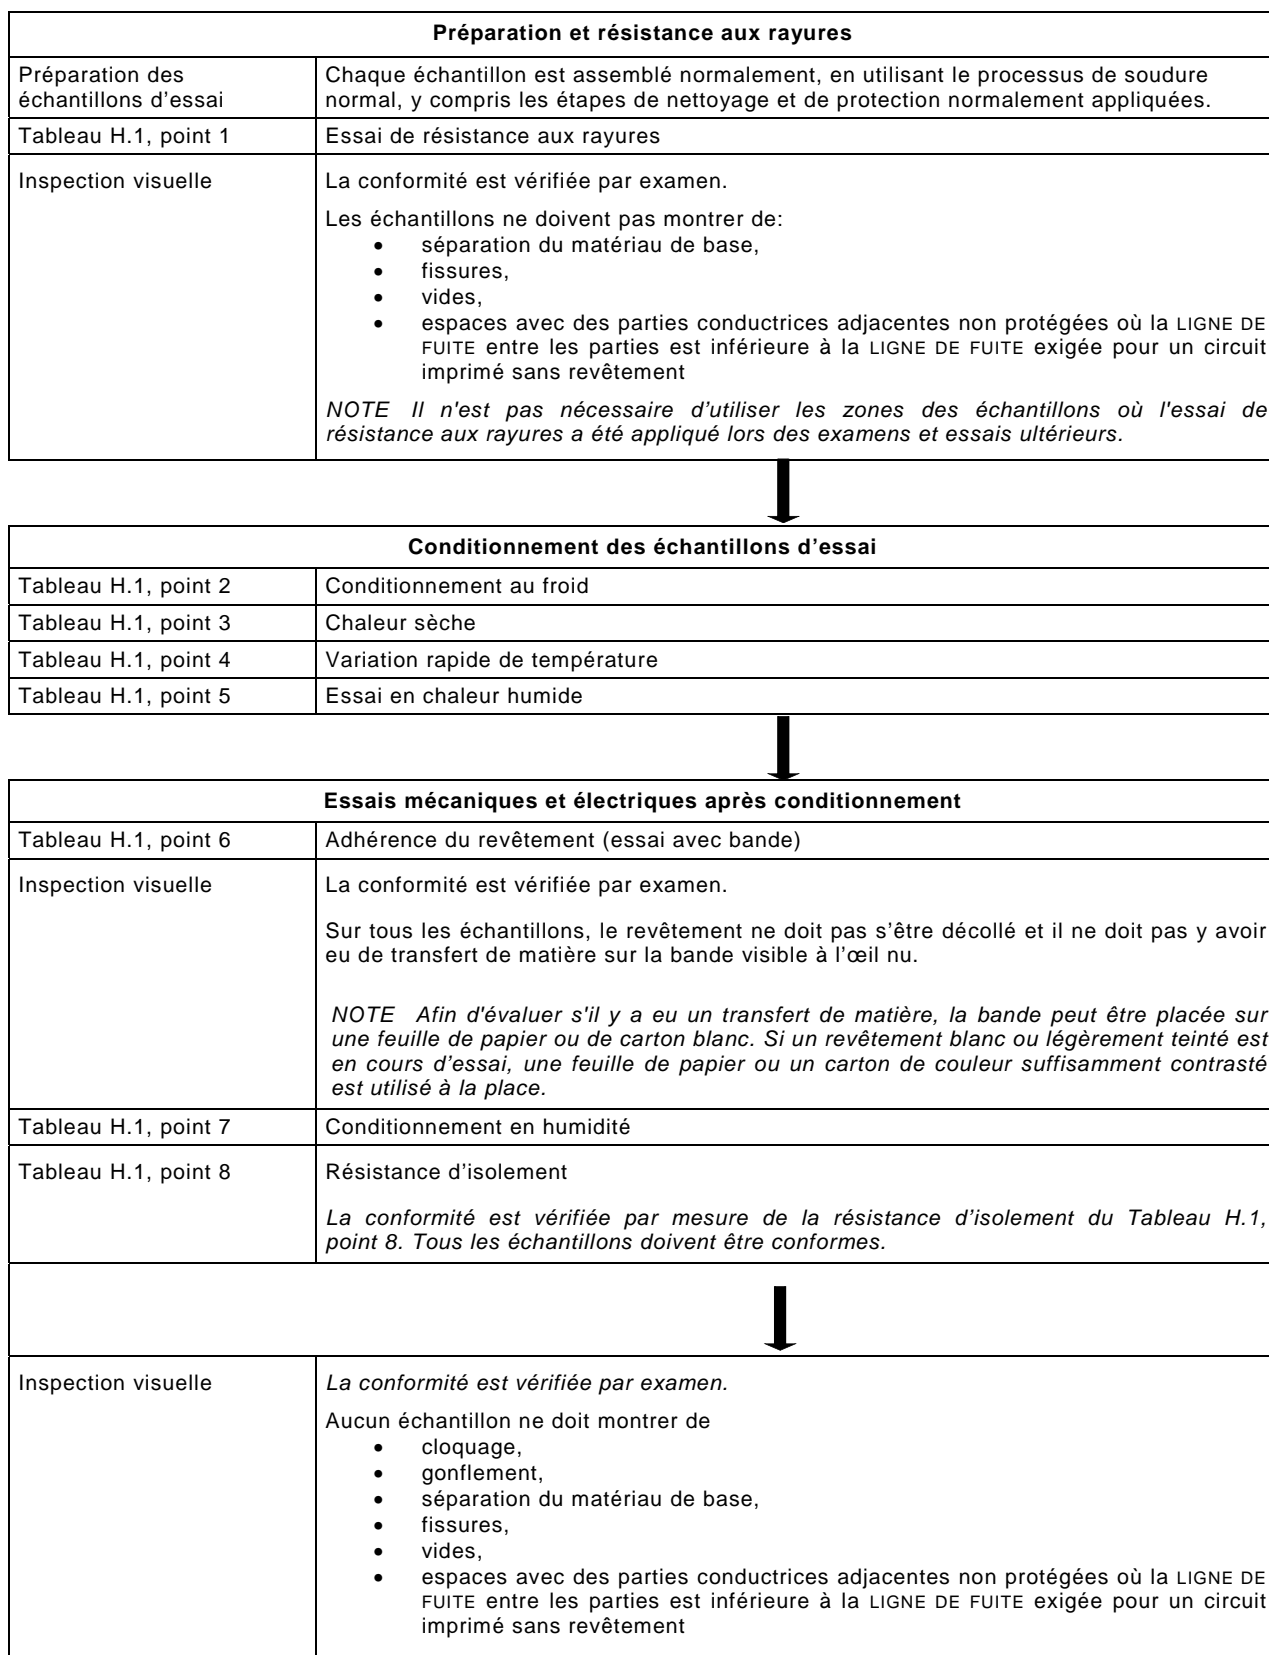 Préparation et résistance aux rayures
Préparation des
échantillons d’essai
Chaque échantillon est assemblé normalement, en utilisant le processus de soudure
normal, y compris les étapes de nettoyage et de protection normalement appliquées.
Tableau H.1, point 1
Essai de résistance aux rayures
Inspection visuelle
La conformité est vérifiée par examen.
Les échantillons ne doivent pas montrer de:
• séparation du matériau de base,
• fissures,
• vides,
• espaces avec des parties conductrices adjacentes non protégées où la LIGNE DE
FUITE entre les parties est inférieure à la LIGNE DE FUITE exigée pour un circuit
imprimé sans revêtement
NOTE Il n'est pas nécessaire d’utiliser les zones des échantillons où l'essai de
résistance aux rayures a été appliqué lors des examens et essais ultérieurs.
Conditionnement des échantillons d’essai
Tableau H.1, point 2
Conditionnement au froid
Tableau H.1, point 3
Chaleur sèche
Tableau H.1, point 4
Variation rapide de température
Tableau H.1, point 5
Essai en chaleur humide
Essais mécaniques et électriques après conditionnement
Tableau H.1, point 6
Adhérence du revêtement (essai avec bande)
Inspection visuelle
La conformité est vérifiée par examen.
Sur tous les échantillons, le revêtement ne doit pas s’être décollé et il ne doit pas y avoir
eu de transfert de matière sur la bande visible à l’œil nu.
NOTE Afin d'évaluer s'il y a eu un transfert de matière, la bande peut être placée sur
une feuille de papier ou de carton blanc. Si un revêtement blanc ou légèrement teinté est
en cours d’essai, une feuille de papier ou un carton de couleur suffisamment contrasté
est utilisé à la place.
Tableau H.1, point 7
Conditionnement en humidité
Tableau H.1, point 8
Résistance d’isolement
La conformité est vérifiée par mesure de la résistance d’isolement du Tableau H.1,
point 8. Tous les échantillons doivent être conformes.
Inspection visuelle
La conformité est vérifiée par examen.
Aucun échantillon ne doit montrer de
• cloquage,
• gonflement,
• séparation du matériau de base,
• fissures,
• vides,
• espaces avec des parties conductrices adjacentes non protégées où la LIGNE DE
FUITE entre les parties est inférieure à la LIGNE DE FUITE exigée pour un circuit
imprimé sans revêtement